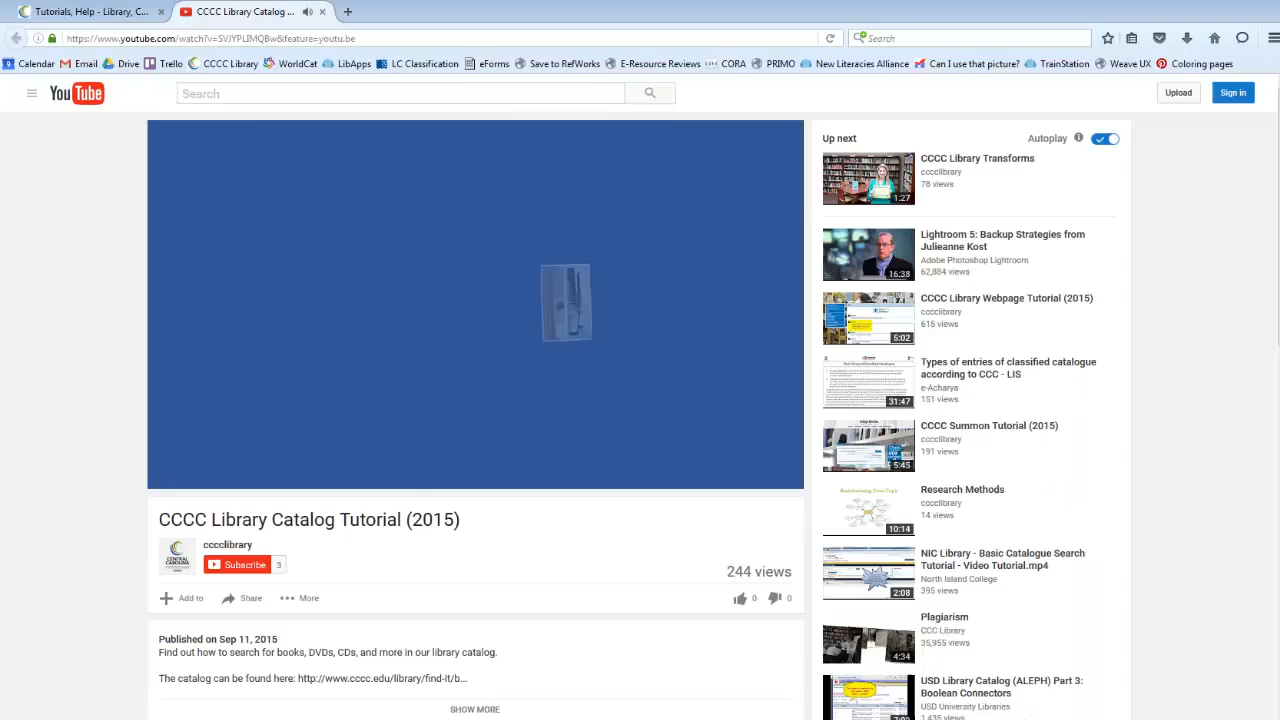 Tutorials, Help - Library, C...
CCCC Library Catalog ...
https://www.youtube.com/watch?v=SVJYPLIMQBw&feature=youtu.be
Search
Calendar
Email
Drive
Trello
CCCC Library
WorldCat
LibApps
LC Classification
eForms
Save to RefWorks
E-Resource Reviews
CORA
PRIMO
New Literacies Alliance
Can I use that picture?
TrainStation
Weave UX
Coloring pages
YouTube
Search
Upload
Sign in
Up next
Autoplay
CCCC Library Transforms
cccclibrary
78 views
1:27
Lightroom 5: Backup Strategies from
Julieanne Kost
Adobe Photoshop Lightroom
62,884 views
16:38
CCCC Library Webpage Tutorial (2015)
cccclibrary
615 views
5:02
Types of entries of classified catalogue
according to CCC - LIS
e-Acharya
151 views
31:47
CCCC Summon Tutorial (2015)
cccclibrary
191 views
5:45
Research Methods
cccclibrary
14 views
10:14
NIC Library - Basic Catalogue Search
Tutorial - Video Tutorial.mp4
North Island College
395 views
2:08
Plagiarism
CCC Library
35,955 views
4:34
USD Library Catalog (ALEPH) Part 3:
Boolean Connectors
USD University Libraries
1,435 views
CCCC Library Catalog Tutorial (2015)
cccclibrary
Subscribe
3
244 views
Add to
Share
More
0
0
Published on Sep 11, 2015
Find out how to search for books, DVDs, CDs, and more in our library catalog.
The catalog can be found here: http://www.cccc.edu/library/find-it/b...
SHOW MORE